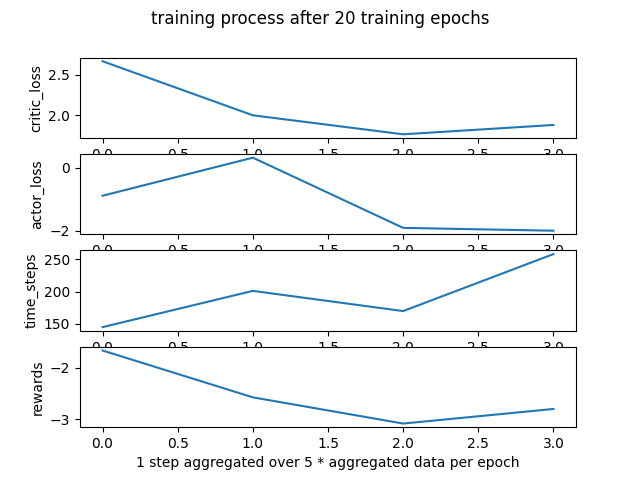 training process after 20 training epochs
critic_loss
2.5
2.0
0.0 0.5 1.0 1.5 2.0 2.5 3.0
actor_loss
0
−2
0.0 0.5 1.0 1.5 2.0 2.5 3.0
time_steps
250
200
150
0.0 0.5 1.0 1.5 2.0 2.5 3.0
rewards
−2
−3
0.0 0.5 1.0 1.5 2.0 2.5 3.0
1 step aggregated over 5 * aggregated data per epoch